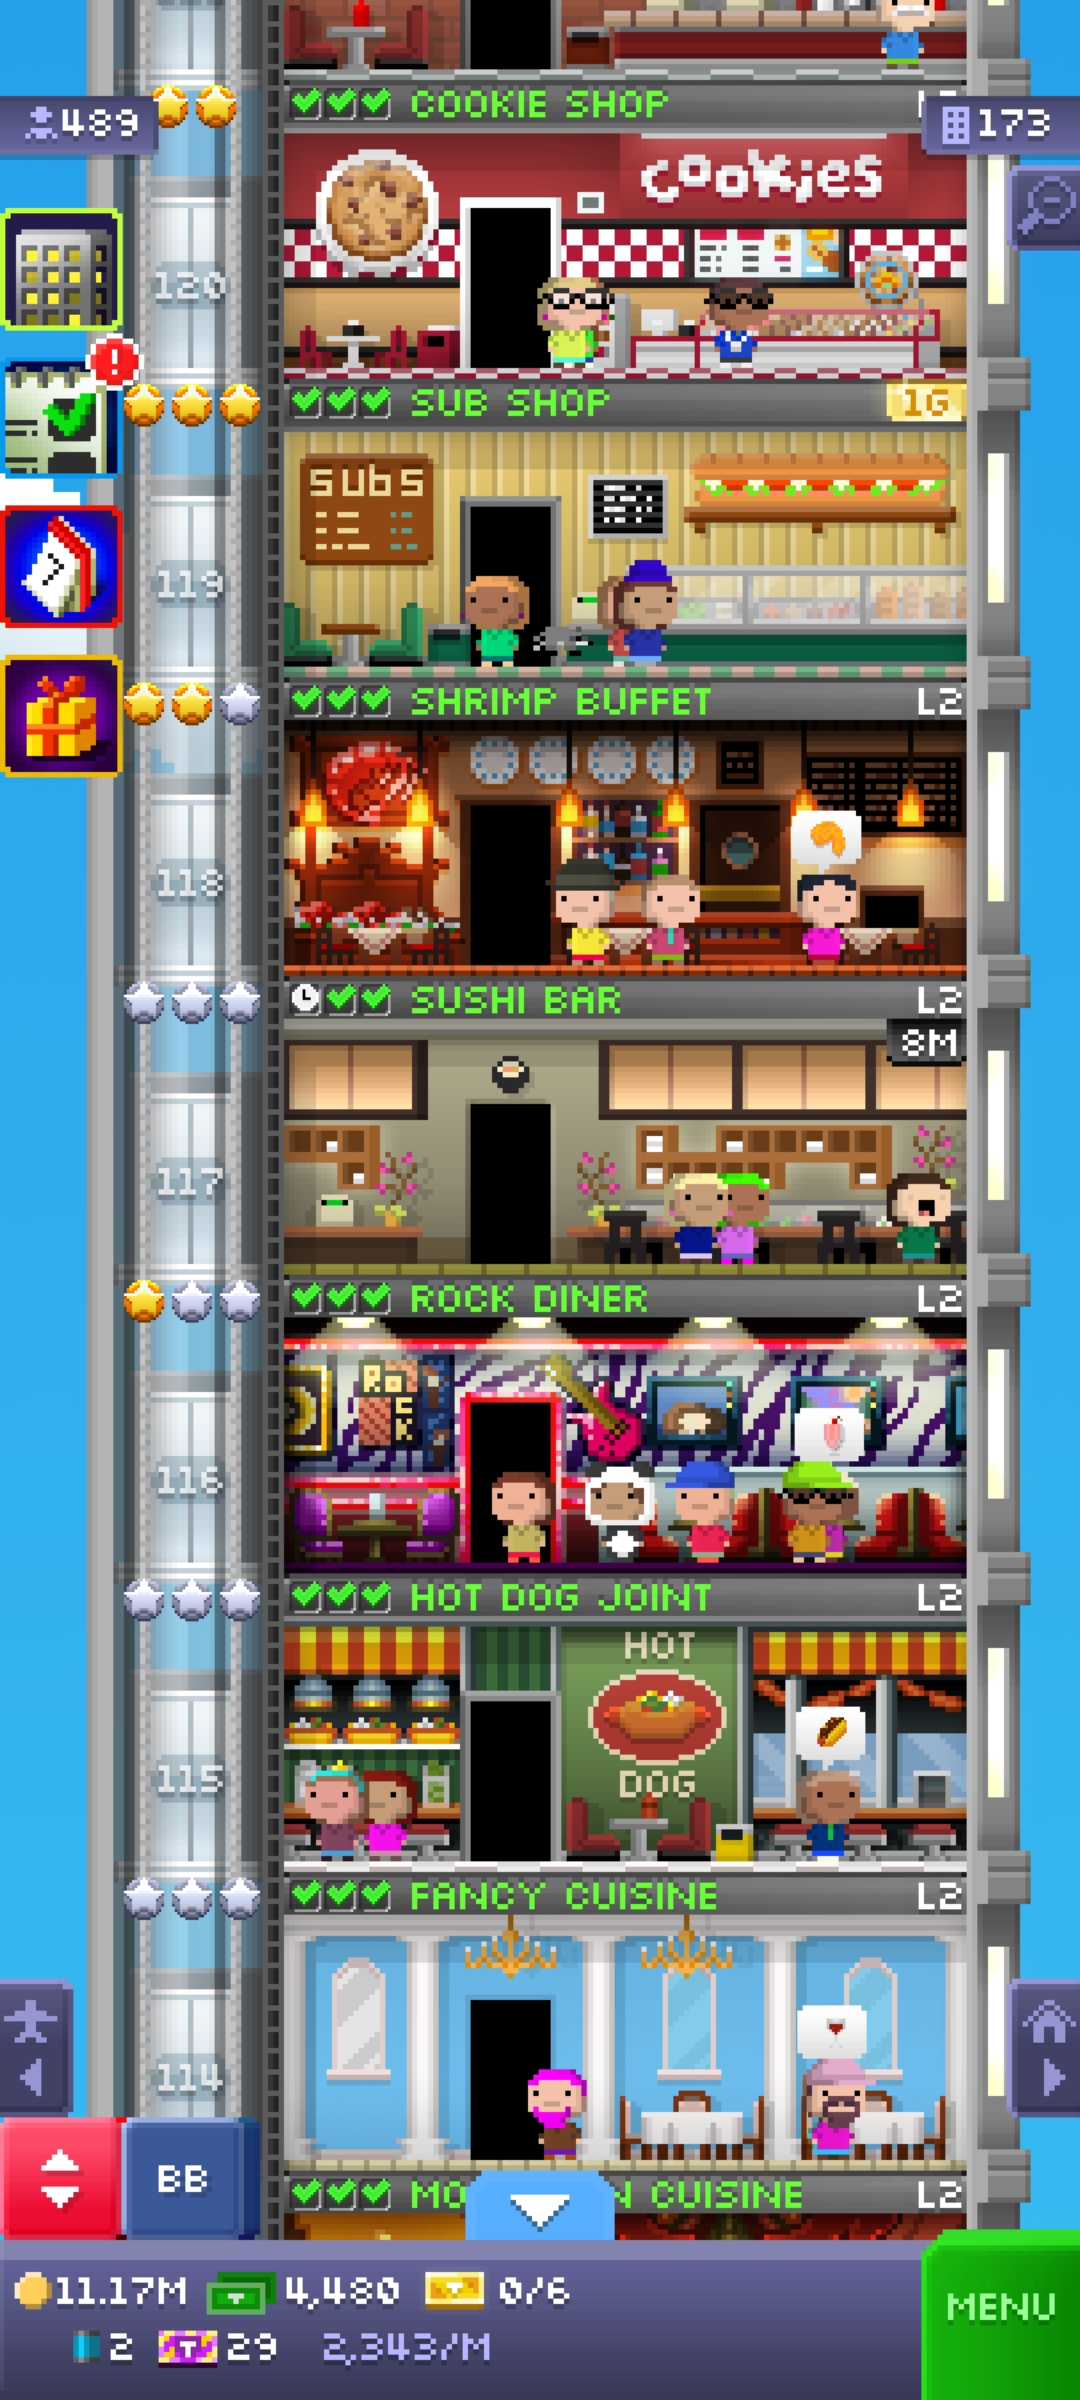 COOKIE SHOP
489
173
cookies
120
SUB SHOP
1G
subs
119
7
SHRIMP BUFFET L2
118
SUSHI BAR L2
8M
117
ROCK DINER L2
ROCK
116
HOT DOG JOINT L2
HOT
DOG
115
FANCY CUISINE L2
114
BB
CUISINE L2
11.17M 4,480 0/6
MENU
2 29 2,343/M